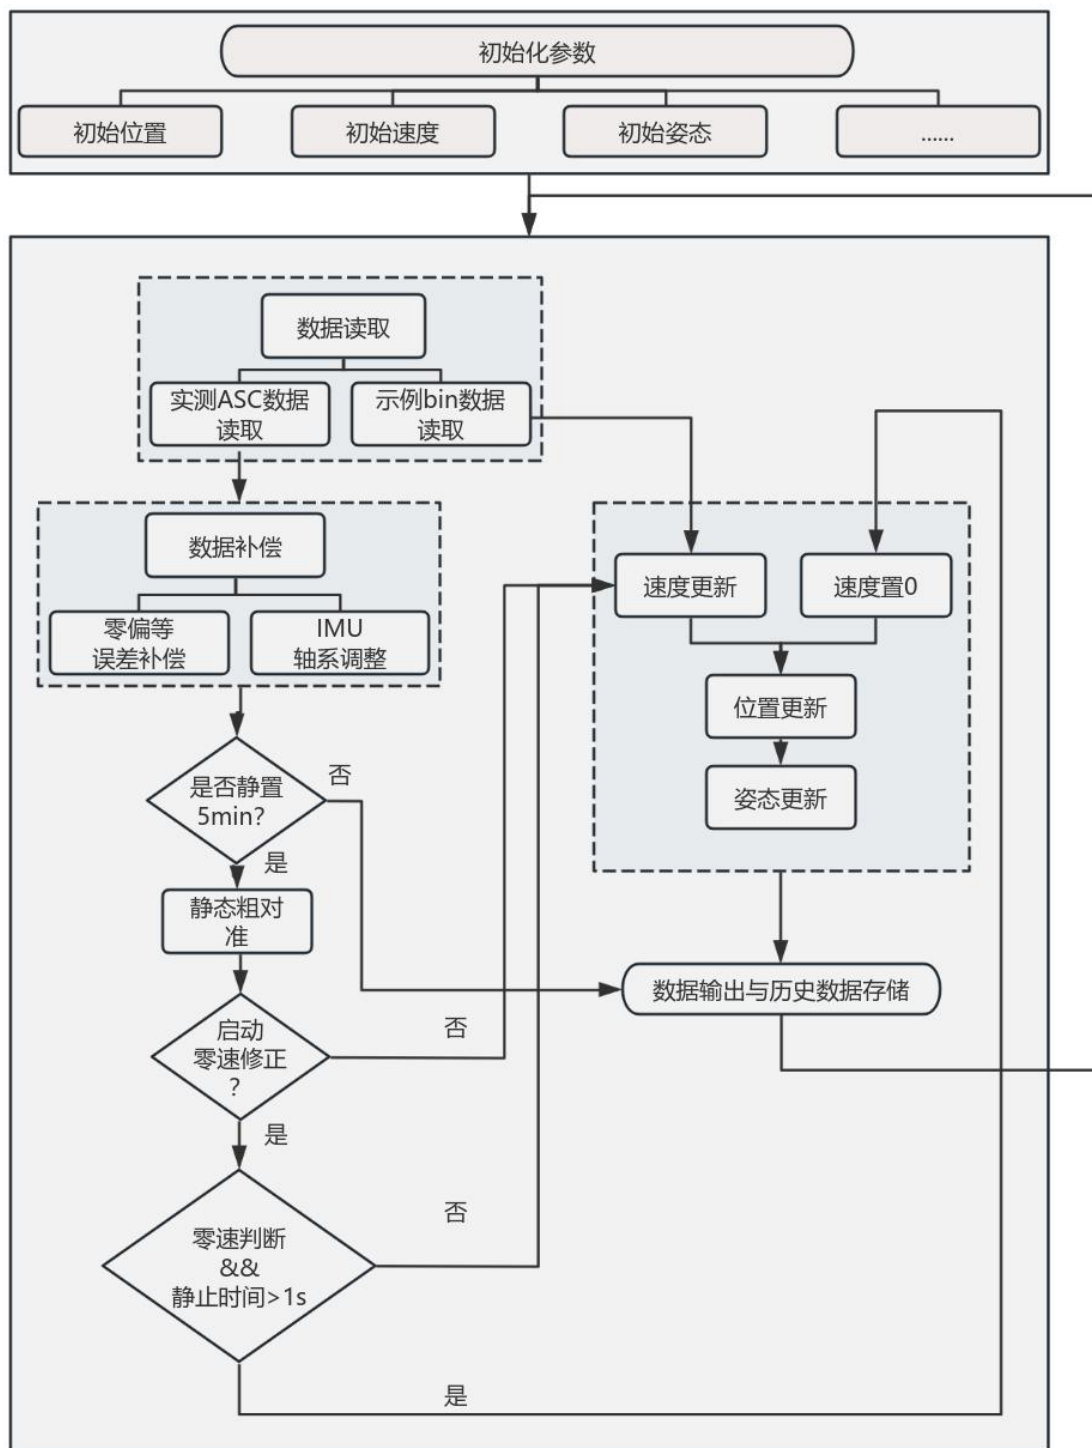 初始化参数
初始位置
初始速度
初始姿态
......
数据读取
实测ASC数据
读取
示例bin数据
读取
数据补偿
零偏等
误差补偿
IMU
轴系调整
速度更新
速度置0
位置更新
姿态更新
是否静置
5min?
否
是
静态粗对
准
数据输出与历史数据存储
启动
零速修正
?
否
是
零速判断
&&
静止时间>1s
否
是